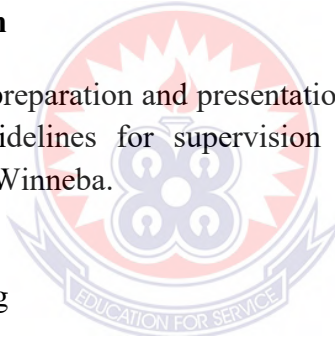 n
preparation and presentatio
idelines for supervision
Winneba.
g
EDUCATION FOR SERVICE